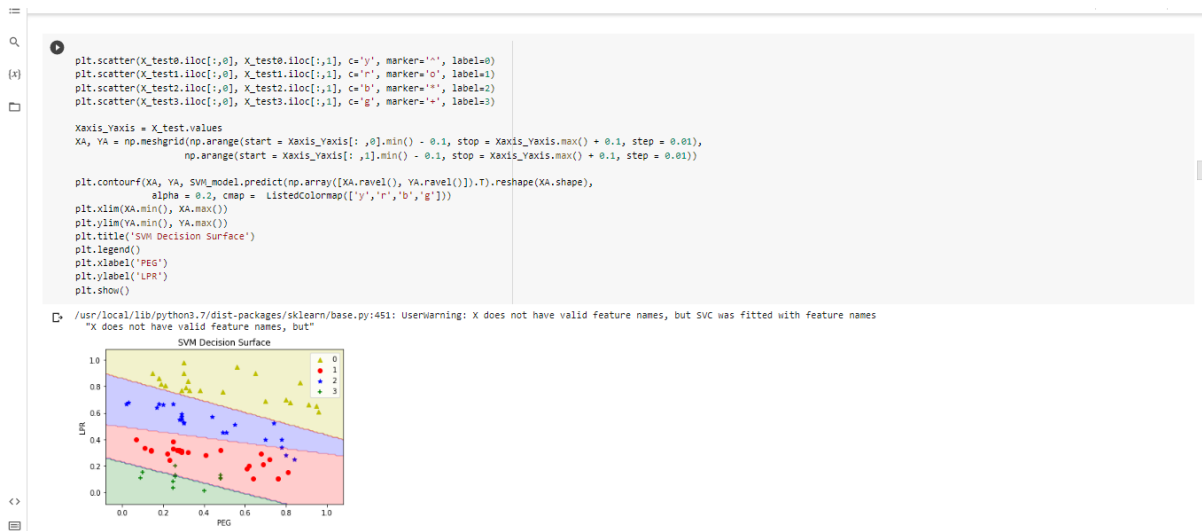 {x}
plt.scatter(X_test0.iloc[:,0], X_test0.iloc[:,1], c='y', marker='^', label=0)
plt.scatter(X_test1.iloc[:,0], X_test1.iloc[:,1], c='r', marker='o', label=1)
plt.scatter(X_test2.iloc[:,0], X_test2.iloc[:,1], c='b', marker='*', label=2)
plt.scatter(X_test3.iloc[:,0], X_test3.iloc[:,1], c='g', marker='+', label=3)
Xaxis_Yaxis = X_test.values
XA, YA = np.meshgrid(np.arange(start = Xaxis_Yaxis[: ,0].min() - 0.1, stop = Xaxis_Yaxis.max() + 0.1, step = 0.01),
np.arange(start = Xaxis_Yaxis[: ,1].min() - 0.1, stop = Xaxis_Yaxis.max() + 0.1, step = 0.01))
plt.contourf(XA, YA, SVM_model.predict(np.array([XA.ravel(), YA.ravel()]).T).reshape(XA.shape),
alpha = 0.2, cmap =  ListedColormap(['y','r','b','g']))
plt.xlim(XA.min(), XA.max())
plt.ylim(YA.min(), YA.max())
plt.title('SVM Decision Surface')
plt.legend()
plt.xlabel('PEG')
plt.ylabel('LPR')
plt.show()
/usr/local/lib/python3.7/dist-packages/sklearn/base.py:451: UserWarning: X does not have valid feature names, but SVC was fitted with feature names
"X does not have valid feature names, but"
SVM Decision Surface
1.0
0.8
0.6
0.4
0.2
0.0
LPR
0
1
2
3
0.0 0.2 0.4 0.6 0.8 1.0
PEG
<>